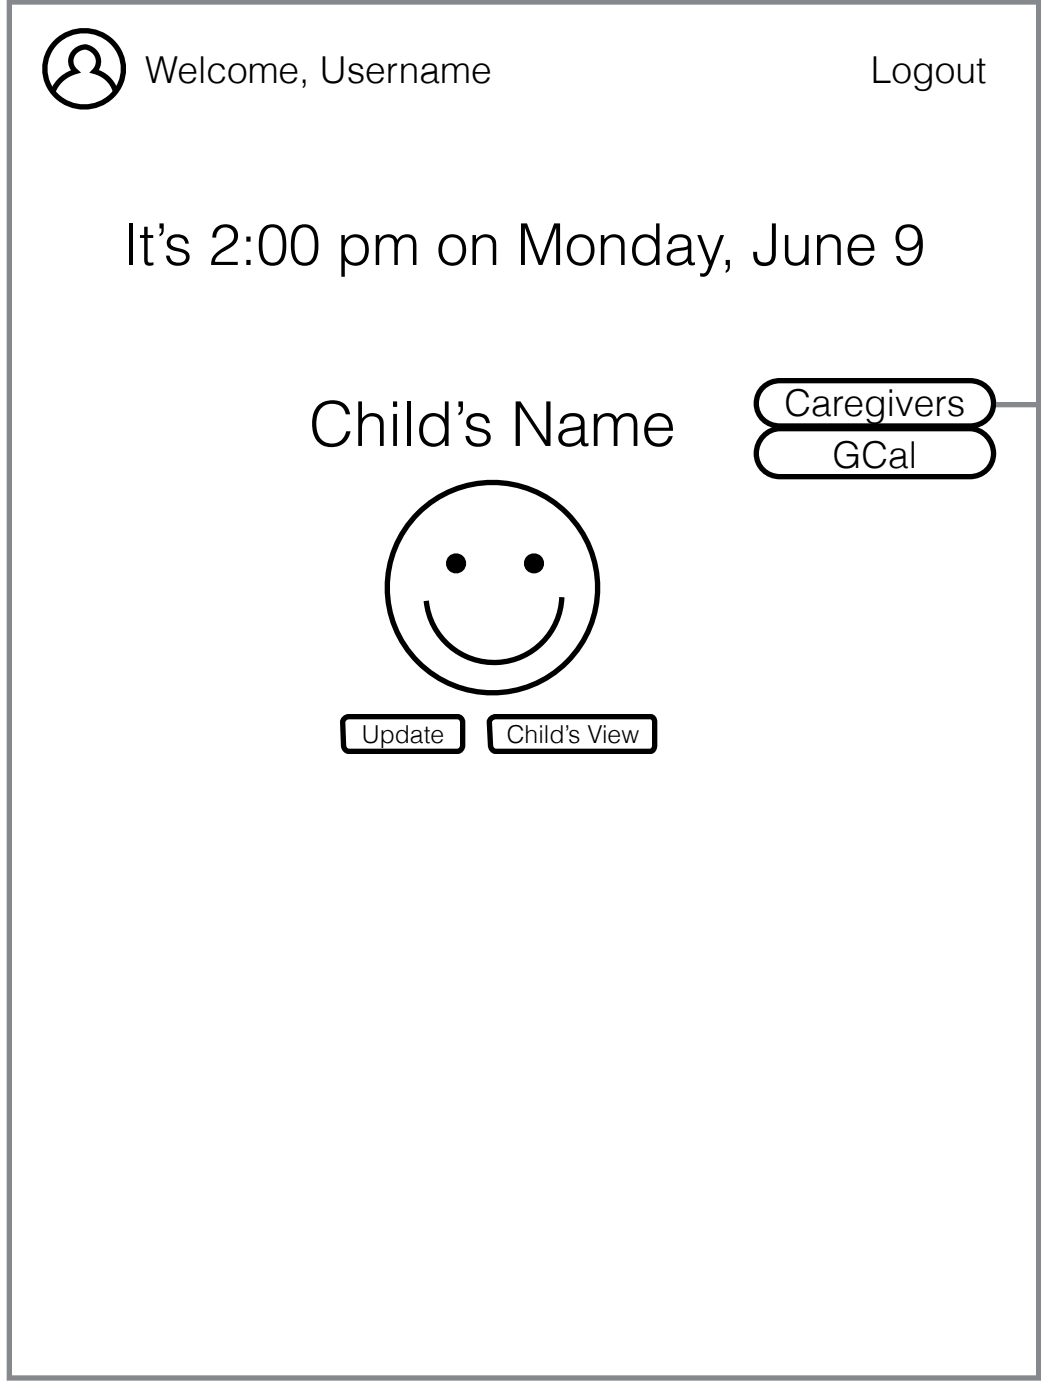 Welcome, Username
Logout
It’s 2:00 pm on Monday, June 9
Child’s Name
Caregivers
GCal
Update
Child’s View